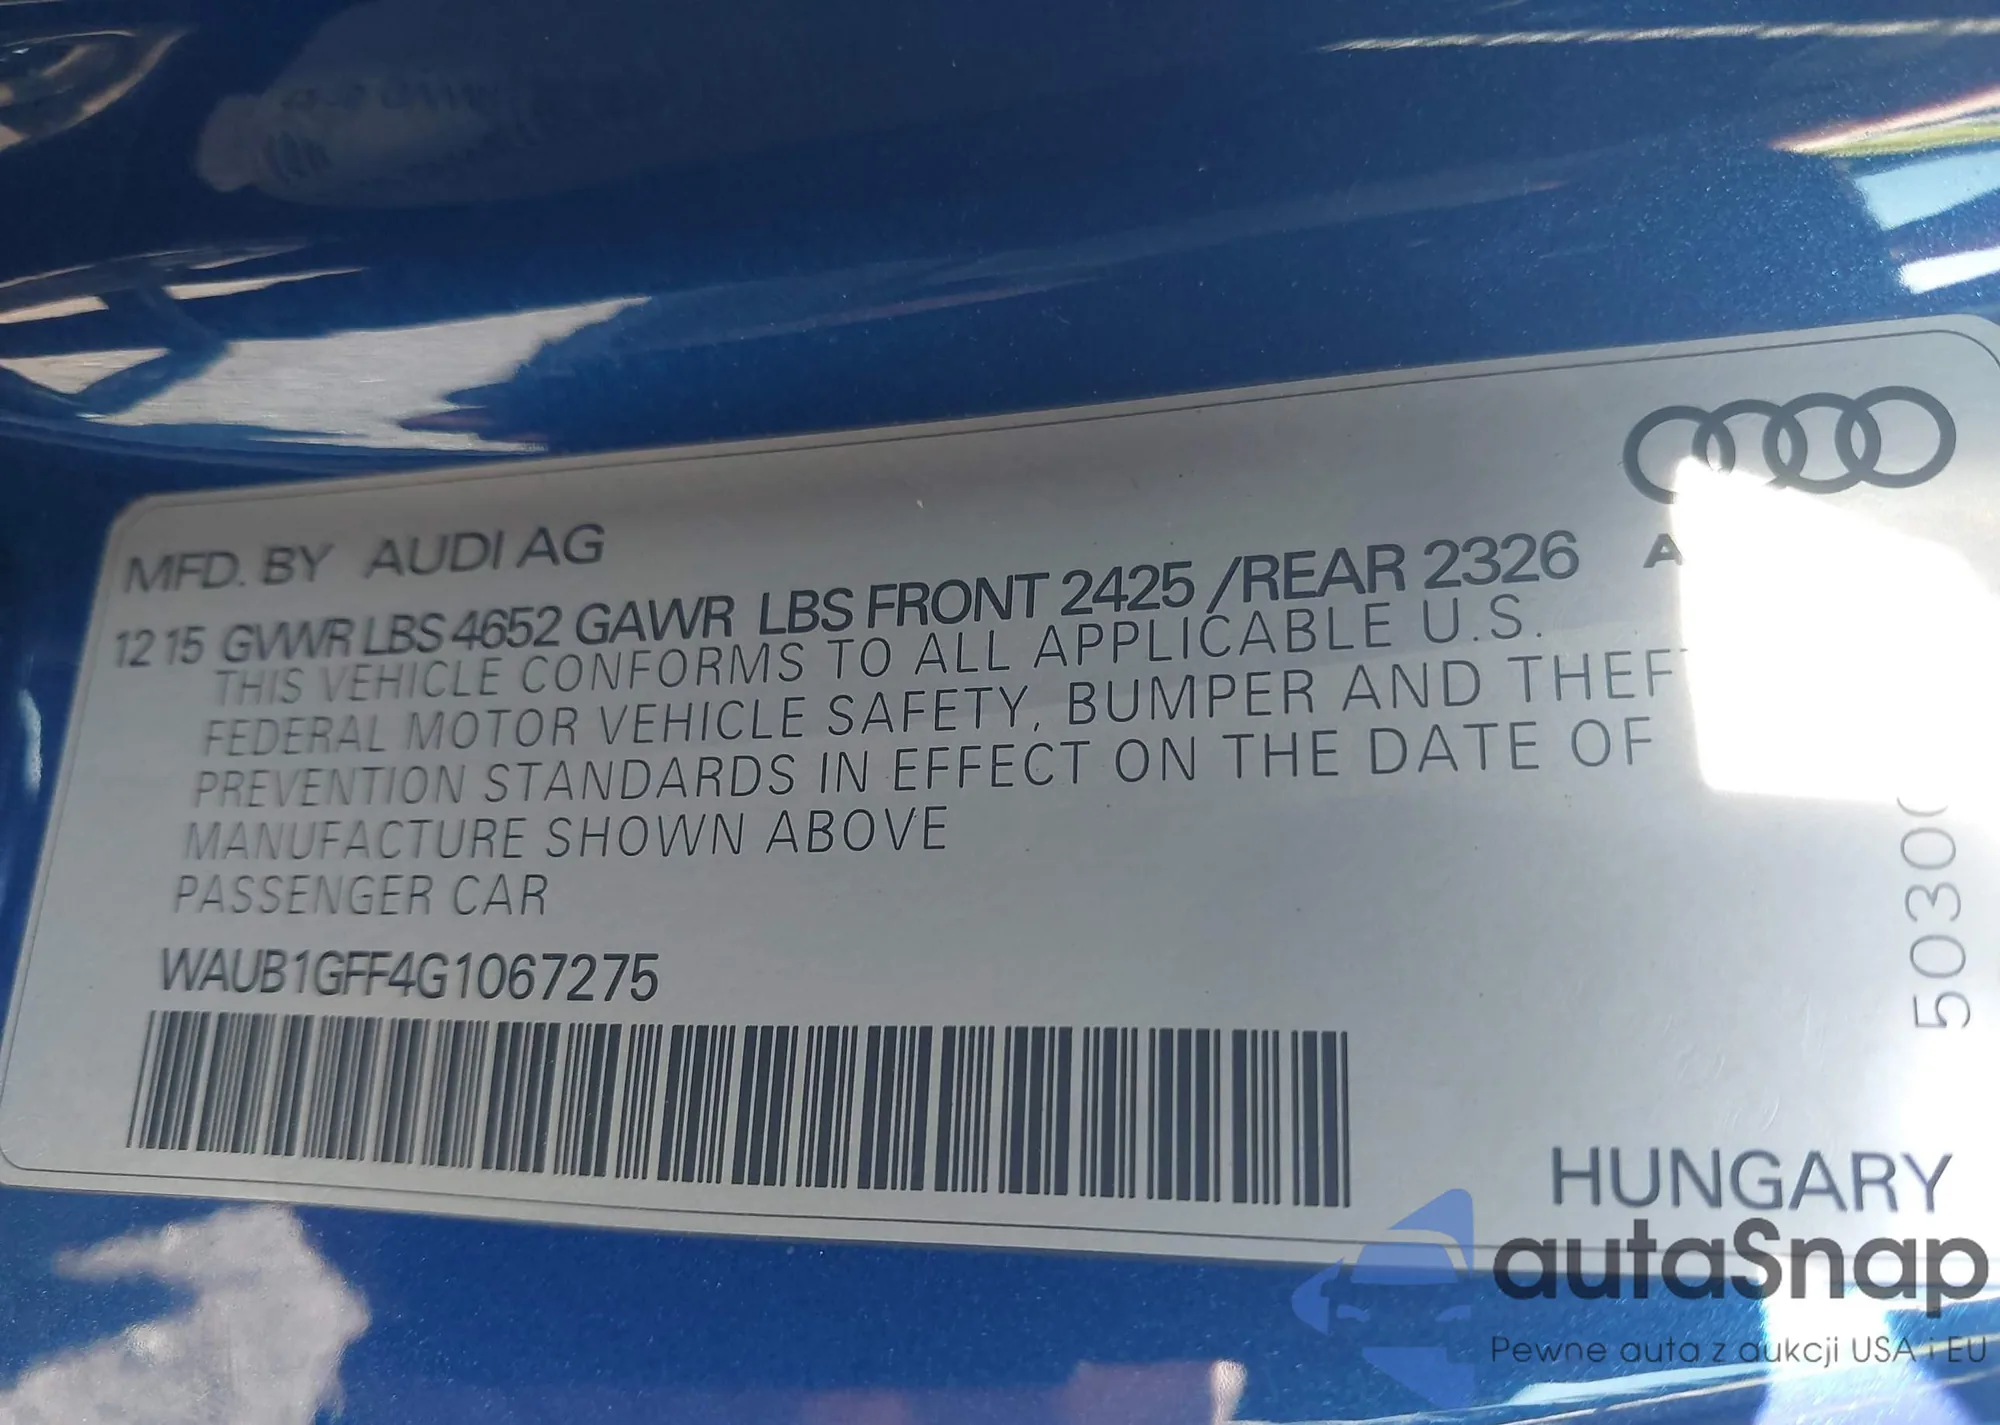 MFD. BY AUDI AG
12 15 GVWR LBS 4652 GAWR LBS FRONT 2425 /REAR 2326
THIS VEHICLE CONFORMS TO ALL APPLICABLE U.S.
FEDERAL MOTOR VEHICLE SAFETY, BUMPER AND THEFT
PREVENTION STANDARDS IN EFFECT ON THE DATE OF
MANUFACTURE SHOWN ABOVE
PASSENGER CAR
WAUB1GFF4G1067275
5030
HUNGARY
autaSnap
Pewne auta z aukcji USA i EU